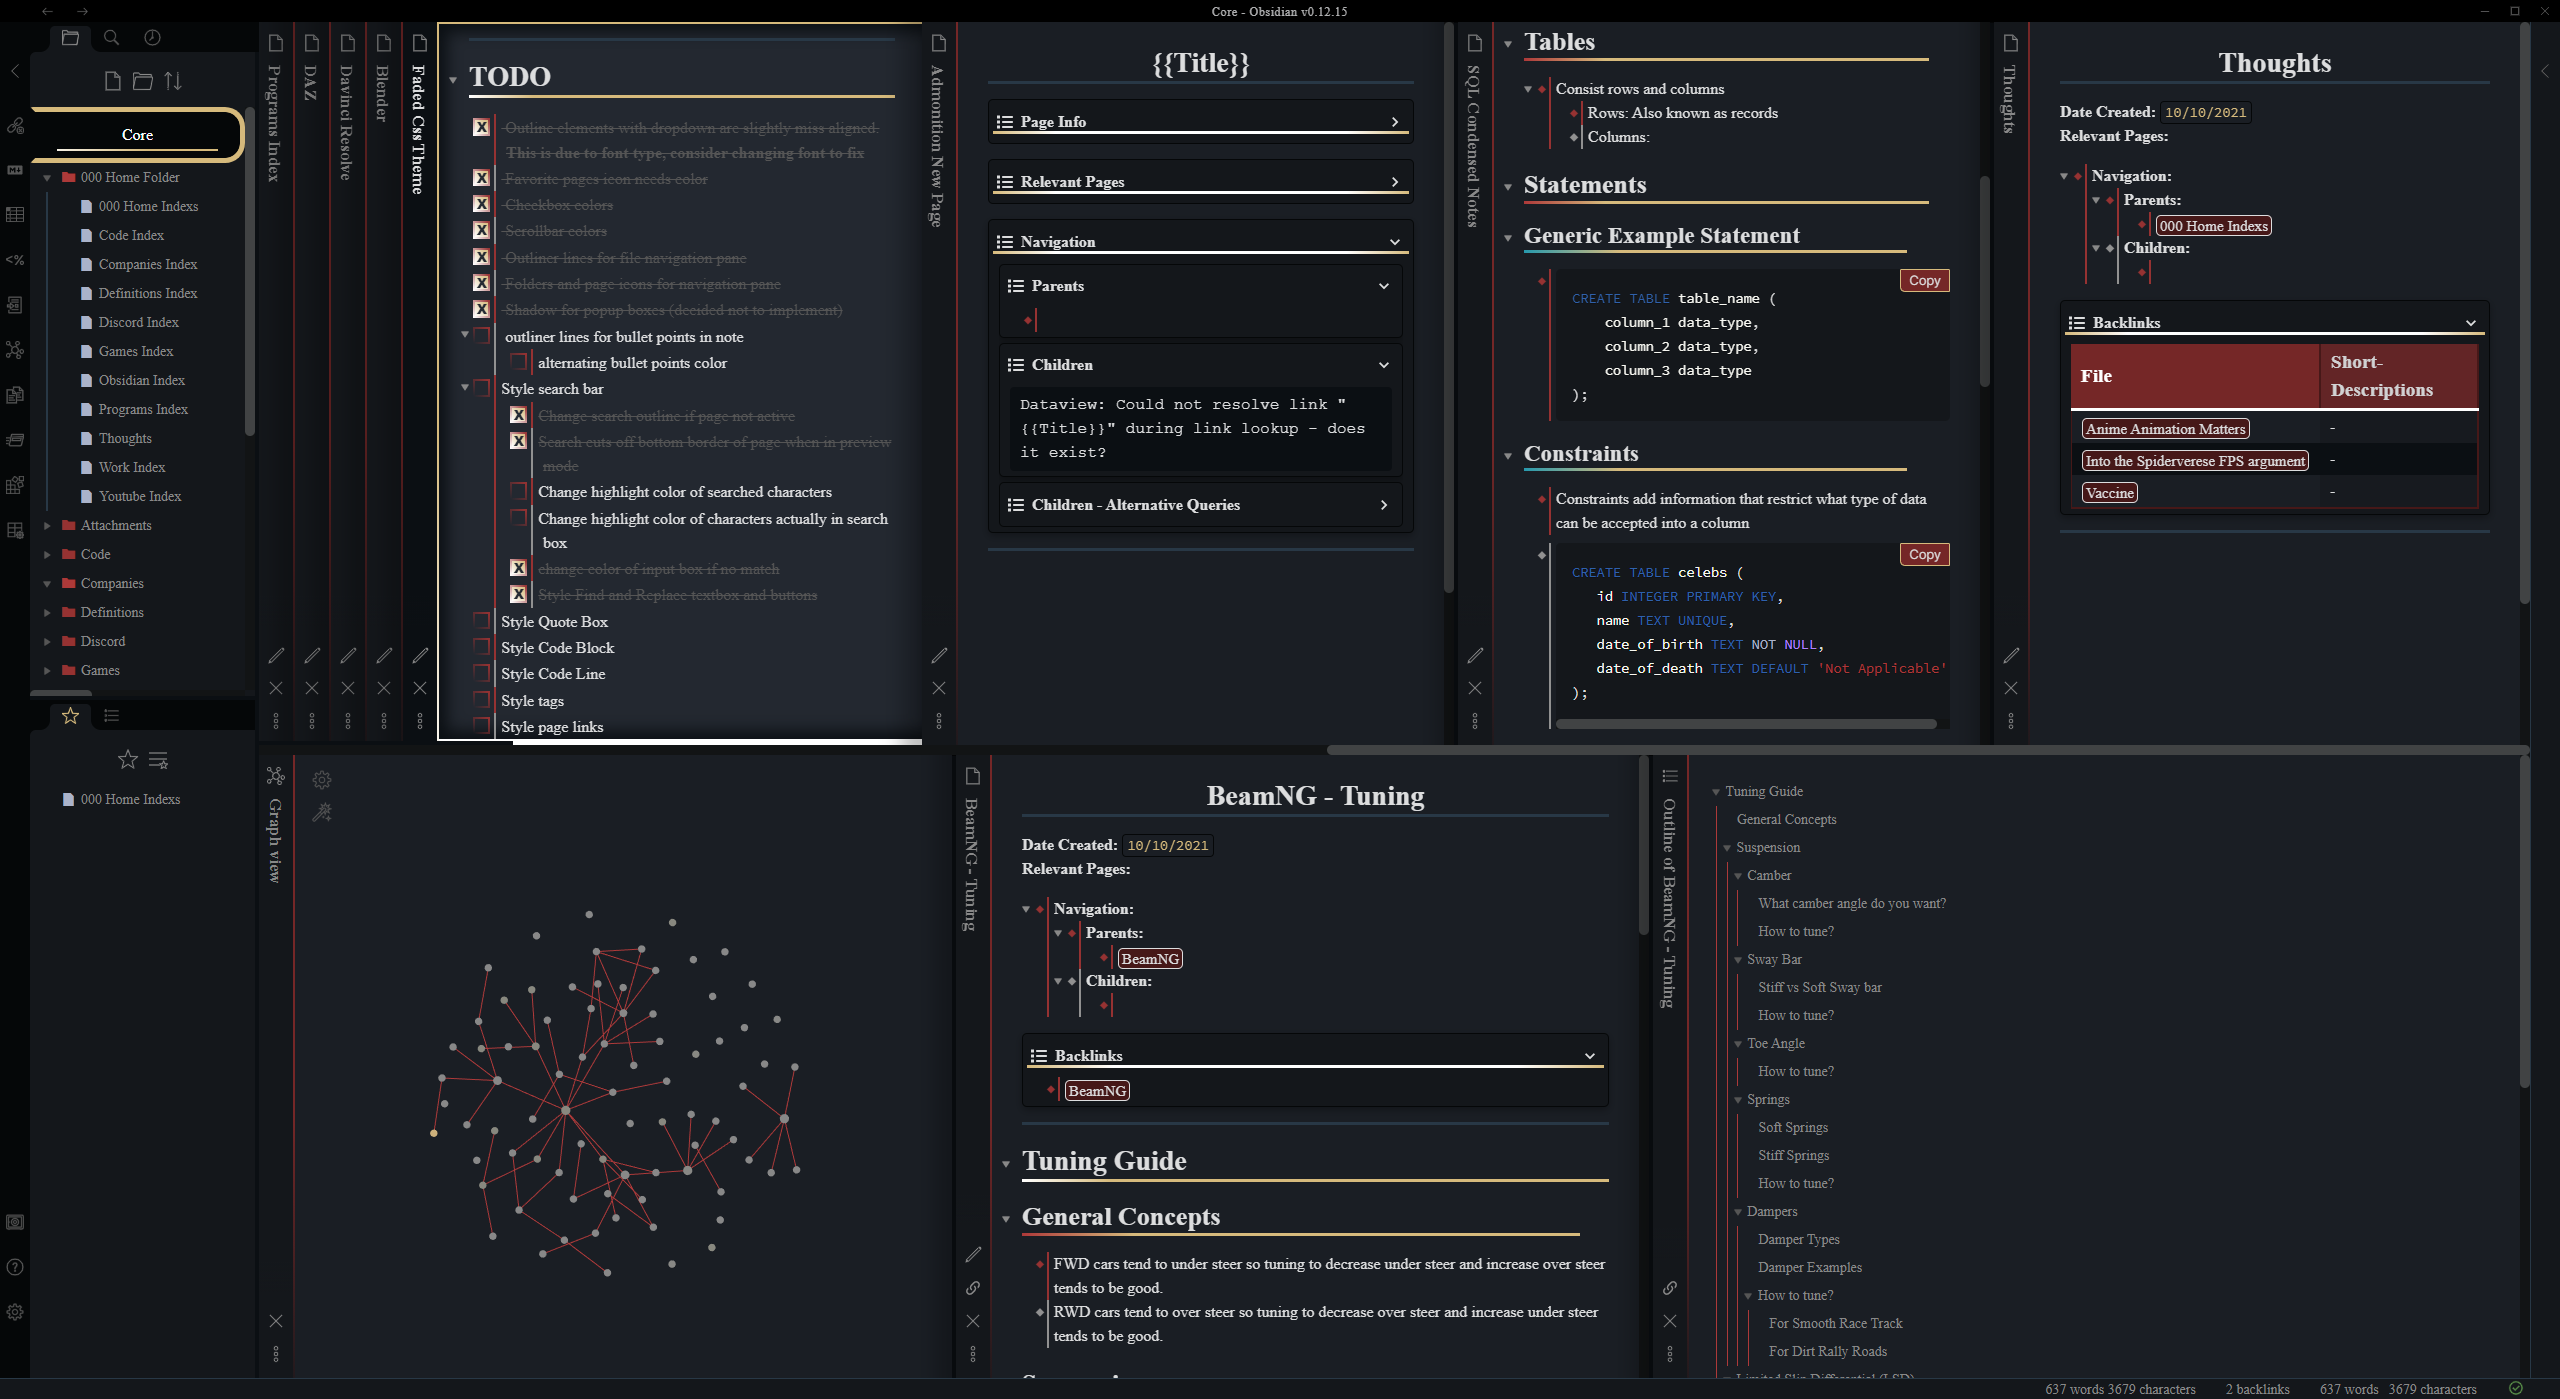 Core - Obsidian v0.12.15
Core
000 Home Folder
000 Home Indexs
Code Index
Companies Index
Definitions Index
Discord Index
Games Index
Obsidian Index
Programs Index
Thoughts
Work Index
Youtube Index
Attachments
Code
Companies
Definitions
Discord
Games
000 Home Indexs
Programs Index
DAZ
Davinci Resolve
Blender
Faded Css Theme
TODO
X Outline elements with dropdown are slightly miss aligned.
This is due to font type, consider changing font to fix
X Favorite pages icon needs color
X Checkbox colors
X Scrollbar colors
X Outliner lines for file navigation pane
X Folders and page icons for navigation pane
X Shadow for popup boxes (decided not to implement)
outliner lines for bullet points in note
alternating bullet points color
Style search bar
X Change search outline if page not active
X Search cuts off bottom border of page when in preview
mode
Change highlight color of searched characters
Change highlight color of characters actually in search
box
X change color of input box if no match
X Style Find and Replace textbox and buttons
Style Quote Box
Style Code Block
Style Code Line
Style tags
Style page links
Admonition New Page
{{Title}}
Page Info
Relevant Pages
Navigation
Parents
Children
Dataview: Could not resolve link "
{{Title}}" during link lookup - does
it exist?
Children - Alternative Queries
SQL Condensed Notes
Tables
Consist rows and columns
Rows: Also known as records
Columns:
Statements
Generic Example Statement
Copy
CREATE TABLE table_name (
column_1 data_type,
column_2 data_type,
column_3 data_type
);
Constraints
Constraints add information that restrict what type of data
can be accepted into a column
Copy
CREATE TABLE celebs (
id INTEGER PRIMARY KEY,
name TEXT UNIQUE,
date_of_birth TEXT NOT NULL,
date_of_death TEXT DEFAULT 'Not Applicable'
);
Thoughts
Thoughts
Date Created: 10/10/2021
Relevant Pages:
Navigation:
Parents:
000 Home Indexs
Children:
Backlinks
File Short-
Descriptions
Anime Animation Matters -
Into the Spiderverese FPS argument -
Vaccine -
Graph view
BeamNG - Tuning
BeamNG - Tuning
Date Created: 10/10/2021
Relevant Pages:
Navigation:
Parents:
BeamNG
Children:
Backlinks
BeamNG
Tuning Guide
General Concepts
FWD cars tend to under steer so tuning to decrease under steer and increase over steer
tends to be good.
RWD cars tend to over steer so tuning to decrease over steer and increase under steer
tends to be good.
Outline of BeamNG - Tuning
Tuning Guide
General Concepts
Suspension
Camber
What camber angle do you want?
How to tune?
Sway Bar
Stiff vs Soft Sway bar
How to tune?
Toe Angle
How to tune?
Springs
Soft Springs
Stiff Springs
How to tune?
Dampers
Damper Types
Damper Examples
How to tune?
For Smooth Race Track
For Dirt Rally Roads
637 words 3679 characters
2 backlinks
637 words
3679 characters